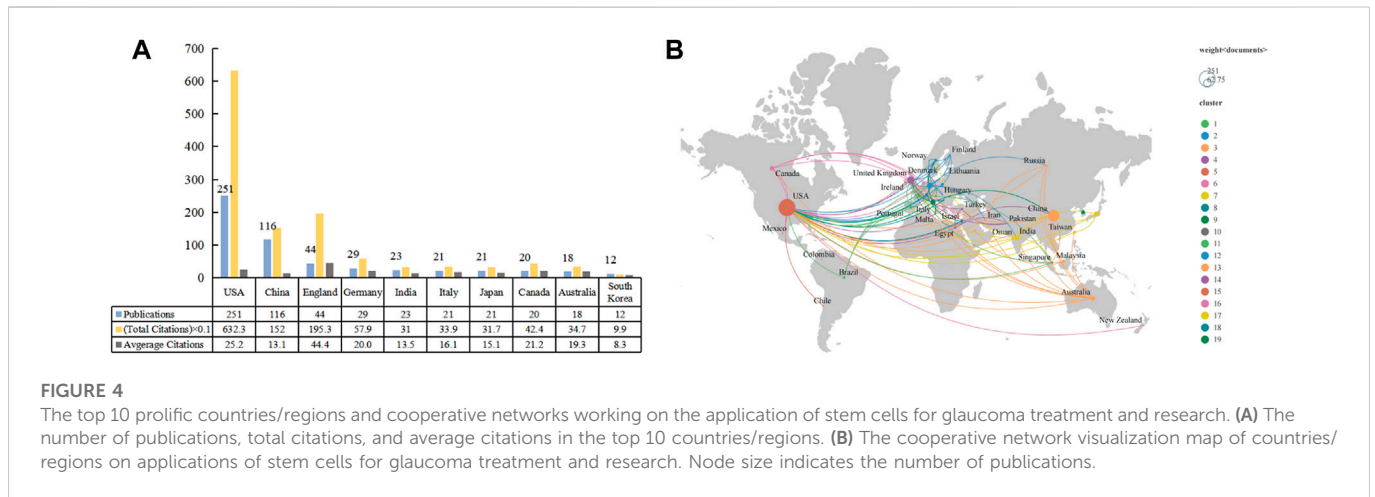 A
700
600
500
400
300
200
100
0
251
116
44
29
23
21
21
20
18
12
USA China England Germany India Italy Japan Canada Australia South Korea
Publications 251 116 44 29 23 21 21 20 18 12
(Total Citations)×0.1 632.3 152 195.3 57.9 31 33.9 31.7 42.4 34.7 9.9
Avgerage Citations 25.2 13.1 44.4 20.0 13.5 16.1 15.1 21.2 19.3 8.3
B
Norway
Finland
Russia
Canada
United Kingdom
Denmark
Lithuania
Ireland
Hungary
USA
Portugal
Italy
Turkey
China
Malta
Israel
Iran
Pakistan
Mexico
Egypt
Oman
India
Taiwan
Colombia
Singapore
Malaysia
Brazil
Australia
Chile
New Zealand
weight<documents>
251
62.75
cluster
1
2
3
4
5
6
7
8
9
10
11
12
13
14
15
16
17
18
19
FIGURE 4
The top 10 prolific countries/regions and cooperative networks working on the application of stem cells for glaucoma treatment and research. (A) The
number of publications, total citations, and average citations in the top 10 countries/regions. (B) The cooperative network visualization map of countries/
regions on applications of stem cells for glaucoma treatment and research. Node size indicates the number of publications.